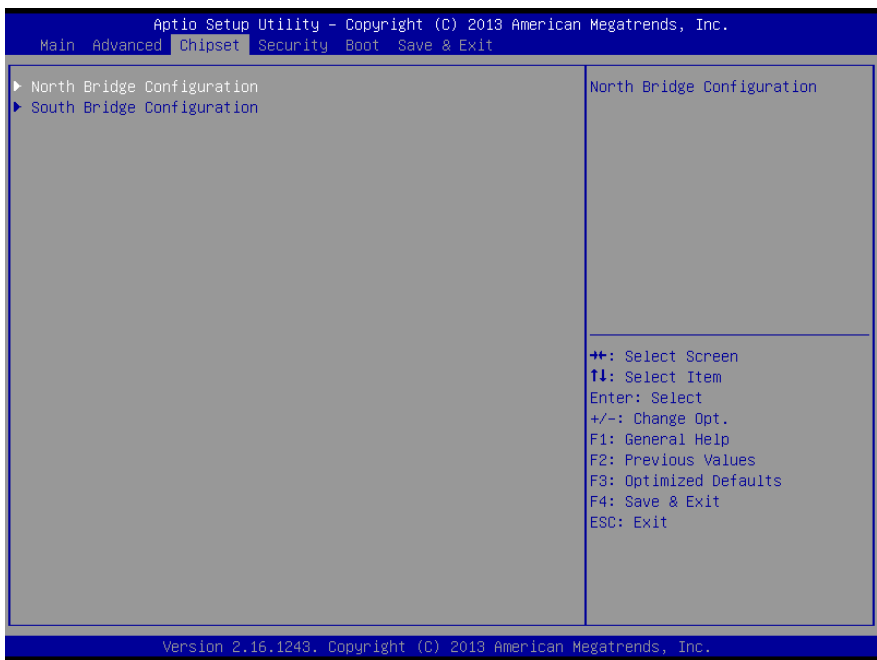 Aptio Setup Utility – Copyright (C) 2013 American Megatrends, Inc.
Main Advanced Chipset Security Boot Save & Exit
▶ North Bridge Configuration
▶ South Bridge Configuration
North Bridge Configuration
→←: Select Screen
↑↓: Select Item
Enter: Select
+/-: Change Opt.
F1: General Help
F2: Previous Values
F3: Optimized Defaults
F4: Save & Exit
ESC: Exit
Version 2.16.1243. Copyright (C) 2013 American Megatrends, Inc.